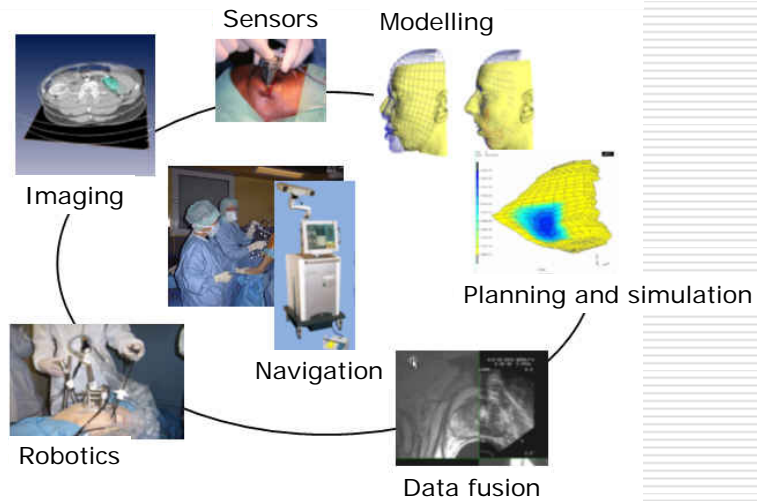 Sensors
Modelling
Imaging
Planning and simulation
Navigation
Robotics
Data fusion